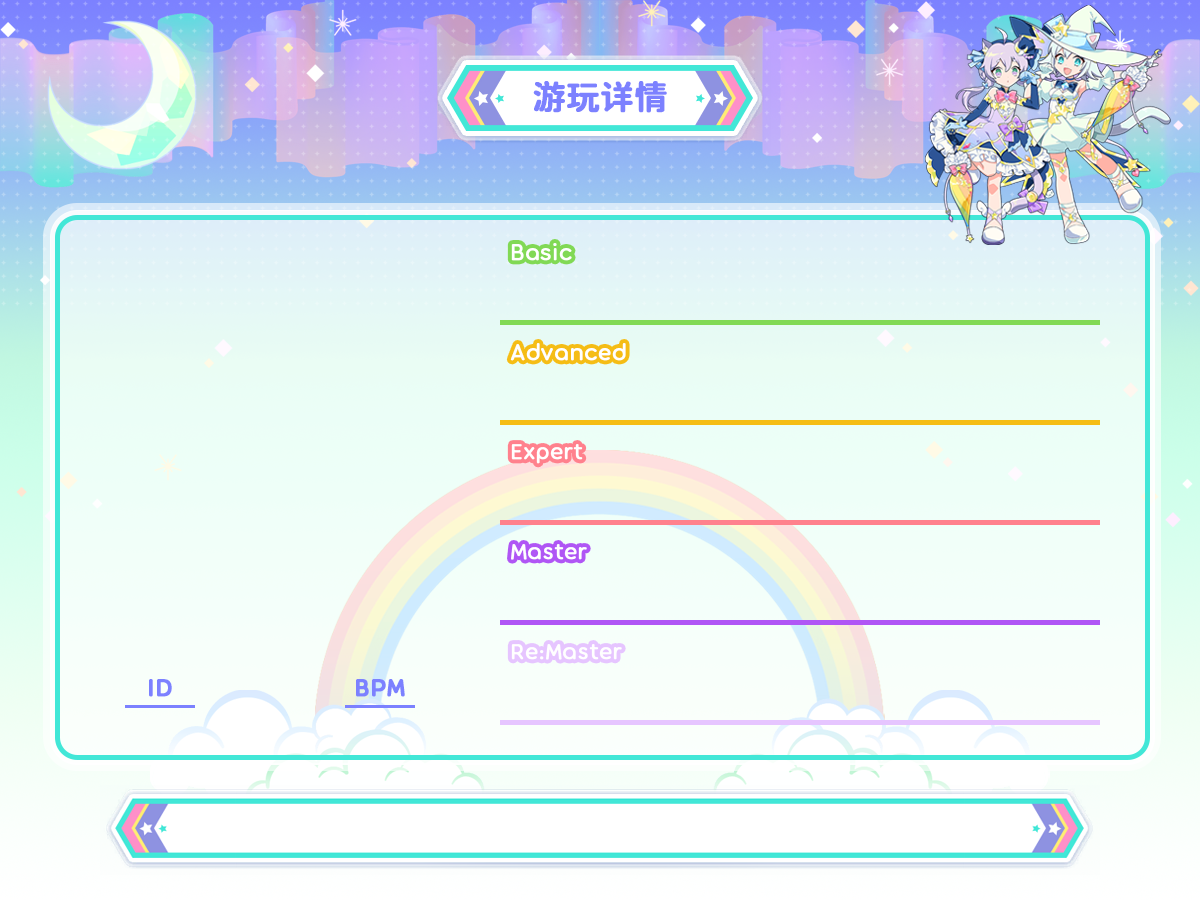 游玩详情
Basic
Advanced
Expert
Master
Re:Master
ID
BPM